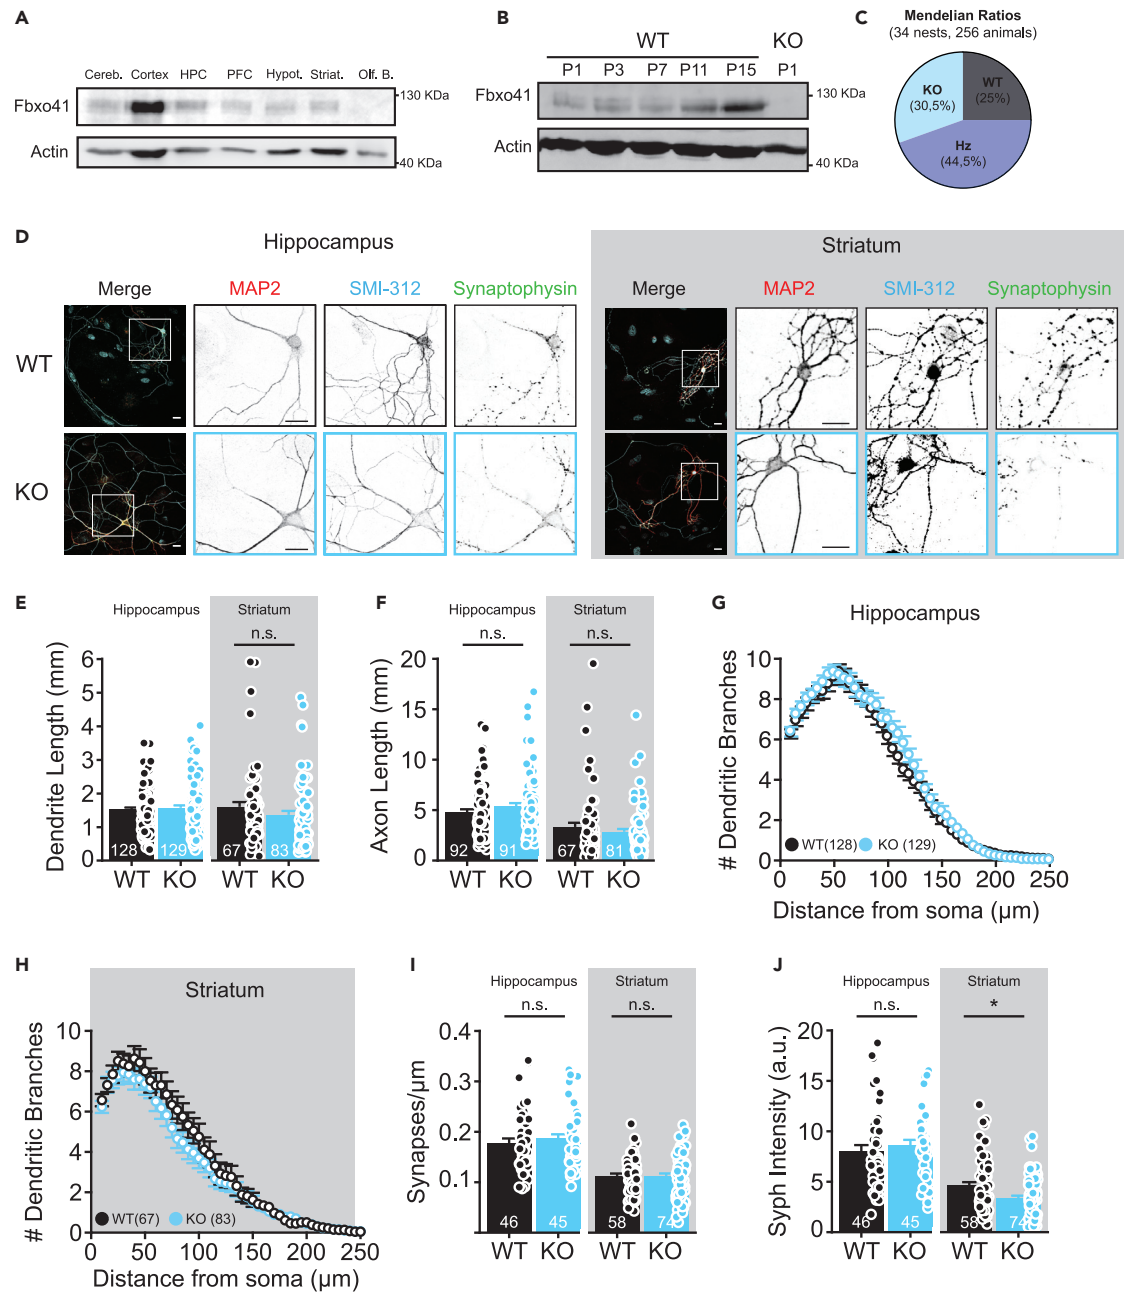 A
Cereb. Cortex HPC PFC Hypot. Striat. Olf. B.
Fbxo41
130 KDa
Actin
40 KDa
B
WT KO
P1 P3 P7 P11 P15 P1
Fbxo41
130 KDa
Actin
40 KDa
C
Mendelian Ratios
(34 nests, 256 animals)
KO
(30,5%)
WT
(25%)
Hz
(44,5%)
D
Hippocampus
Striatum
Merge MAP2 SMI-312 Synaptophysin
Merge MAP2 SMI-312 Synaptophysin
WT
KO
E
Hippocampus Striatum
n.s.
Dendrite Length (mm)
6
5
4
3
2
1
0
128 129 67 83
WT KO WT KO
F
Hippocampus Striatum
n.s. n.s.
Axon Length (mm)
20
15
10
5
0
92 91 67 81
WT KO WT KO
G
Hippocampus
# Dendritic Branches
10
8
6
4
2
0
WT(128) KO (129)
0 50 100 150 200 250
Distance from soma (µm)
H
Striatum
# Dendritic Branches
10
8
6
4
2
0
WT(67) KO (83)
0 50 100 150 200 250
Distance from soma (µm)
I
Hippocampus Striatum
n.s. n.s.
Synapses/µm
0.4
0.3
0.2
0.1
46 45 58 74
WT KO WT KO
J
Hippocampus Striatum
n.s. *
Syph Intensity (a.u.)
20
15
10
5
0
46 45 58 74
WT KO WT KO